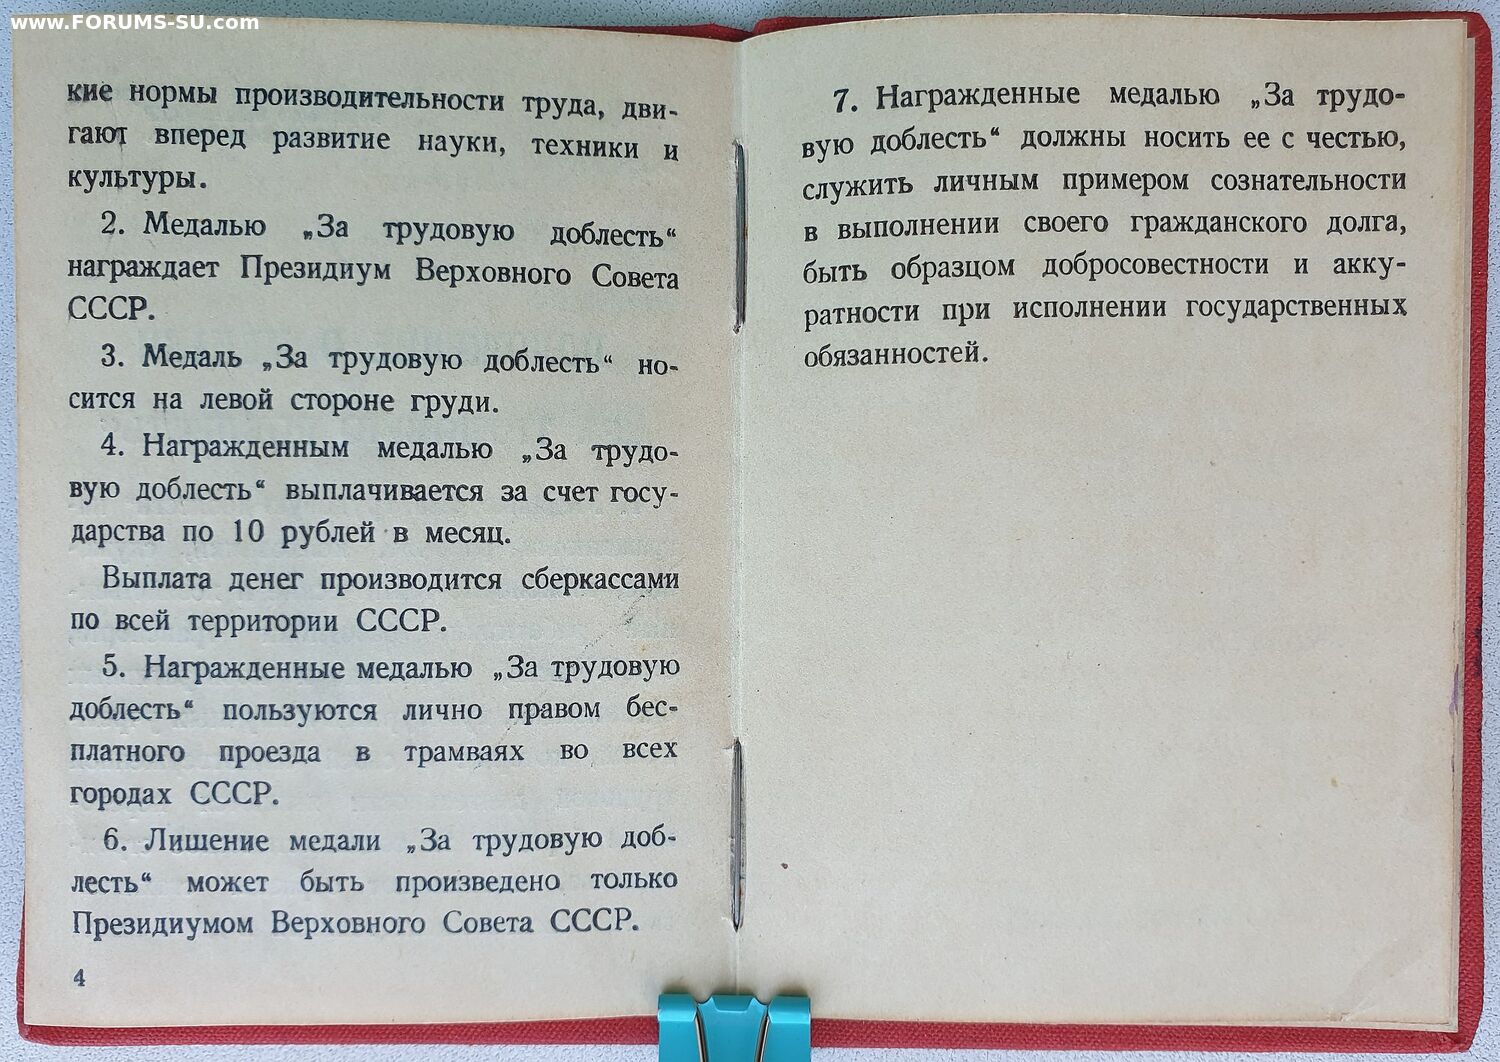 www.FORUMS-SU.com
кие нормы производительности труда, дви-
гают вперед развитие науки, техники и
культуры.
2. Медалью „За трудовую доблесть“
награждает Президиум Верховного Совета
СССР.
3. Медаль „За трудовую доблесть“ но-
сится на левой стороне груди.
4. Награжденным медалью „За трудо-
вую доблесть“ выплачивается за счет госу-
дарства по 10 рублей в месяц.
Выплата денег производится сберкассами
по всей территории СССР.
5. Награжденные медалью „За трудовую
доблесть“ пользуются лично правом бес-
платного проезда в трамваях во всех
городах СССР.
6. Лишение медали „За трудовую доб-
лесть“ может быть произведено только
Президиумом Верховного Совета СССР.
4
7. Награжденные медалью „За трудо-
вую доблесть“ должны носить ее с честью,
служить личным примером сознательности
в выполнении своего гражданского долга,
быть образцом добросовестности и акку-
ратности при исполнении государственных
обязанностей.